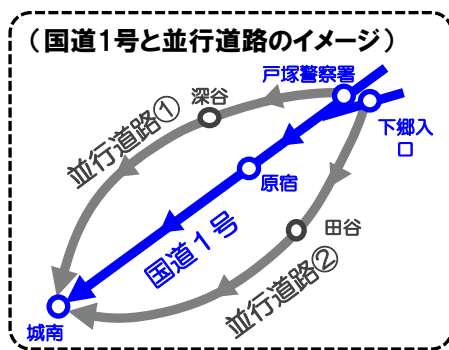 （国道1号と並行道路のイメージ）
戸塚警察署
深谷
並行道路①
下郷入
口
原宿
国道１号
田谷
並行道路②
城南